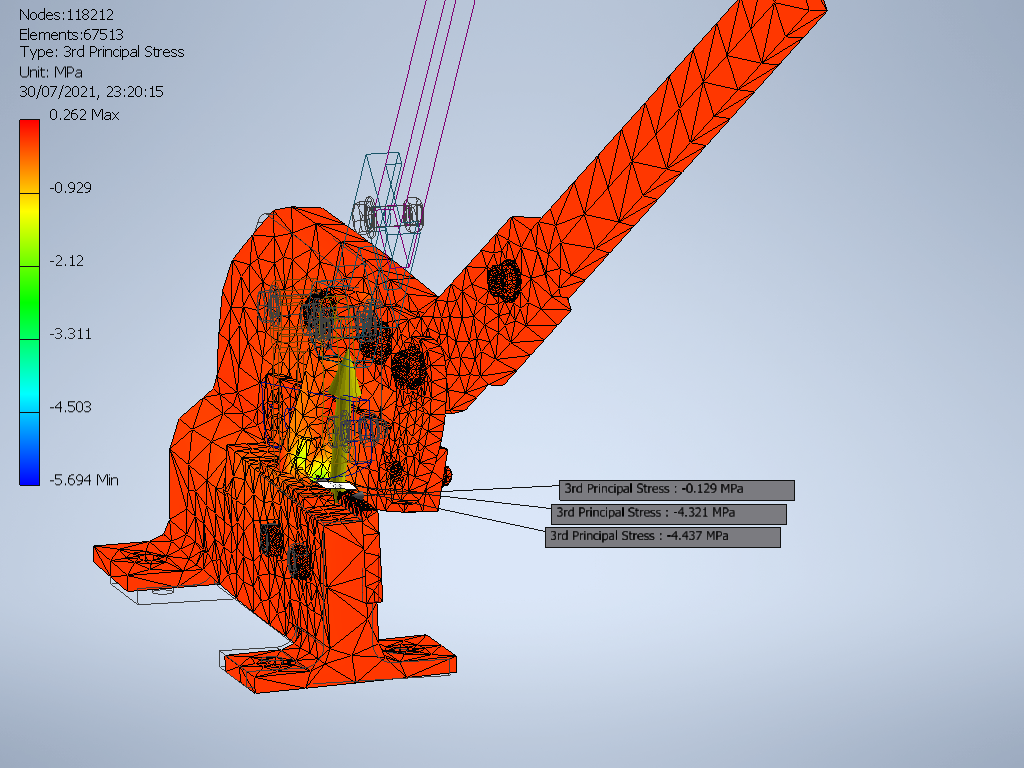 Nodes:118212
Elements:67513
Type: 3rd Principal Stress
Unit: MPa
30/07/2021, 23:20:15
0.262 Max
-0.929
-2.12
-3.311
-4.503
-5.694 Min
3rd Principal Stress : -0.129 MPa
3rd Principal Stress : -4.321 MPa
3rd Principal Stress : -4.437 MPa